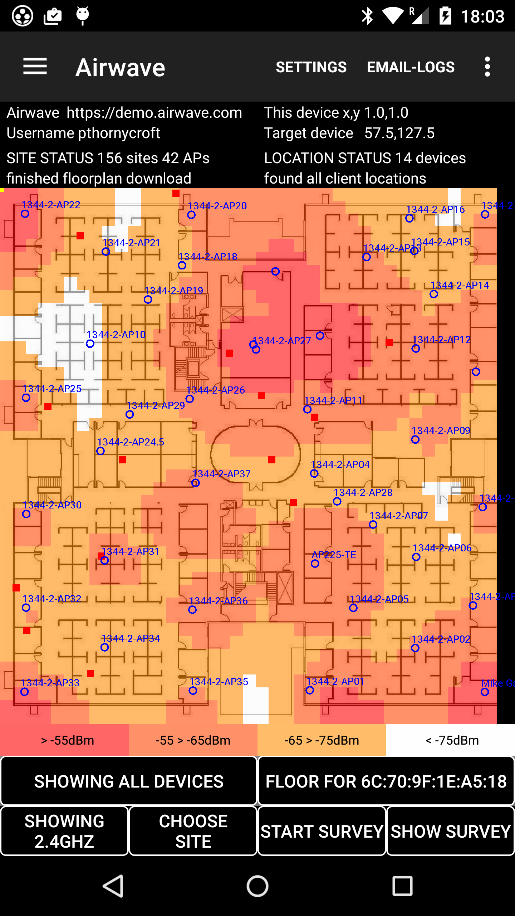 R
18:03
Airwave
SETTINGS
EMAIL-LOGS
Airwave https://demo.airwave.com
This device x,y 1.0,1.0
Username pthornycroft
Target device 57.5,127.5
SITE STATUS 156 sites 42 APs
LOCATION STATUS 14 devices
finished floorplan download
found all client locations
1344-2-AP22
1344-2-AP20
1344-2-AP16
1344-2-AP21
1344-2-AP15
1344-2-AP18
1344-2-AP19
1344-2-AP14
1344-2-AP10
1344-2-AP27
1344-2-AP12
1344-2-AP25
1344-2-AP26
1344-2-AP29
1344-2-AP11
1344-2-AP24.5
1344-2-AP09
1344-2-AP37
1344-2-AP04
1344-2-AP28
1344-2-AP30
1344-2-AP07
1344-2-AP31
AP225-TE
1344-2-AP06
1344-2-AP32
1344-2-AP36
1344-2-AP05
1344-2-AP34
1344-2-AP02
1344-2-AP33
1344-2-AP35
1344-2-AP01
> -55dBm
-55 > -65dBm
-65 > -75dBm
< -75dBm
SHOWING ALL DEVICES
FLOOR FOR 6C:70:9F:1E:A5:18
SHOWING
2.4GHZ
CHOOSE
SITE
START SURVEY
SHOW SURVEY